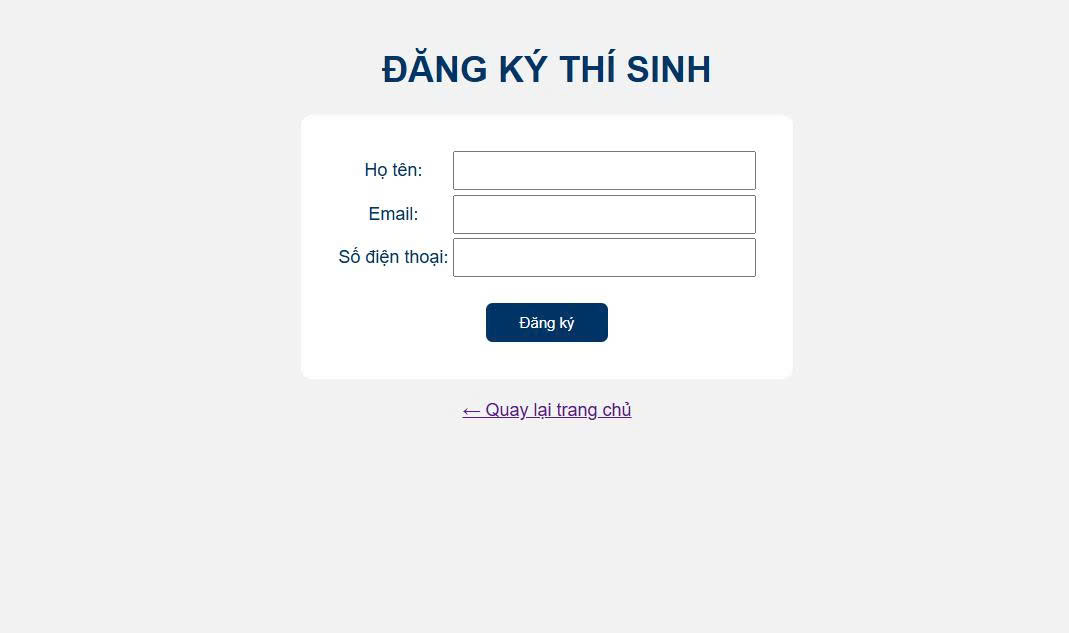 ĐĂNG KÝ THÍ SINH
Họ tên:
Email:
Số điện thoại:
Đăng ký
← Quay lại trang chủ